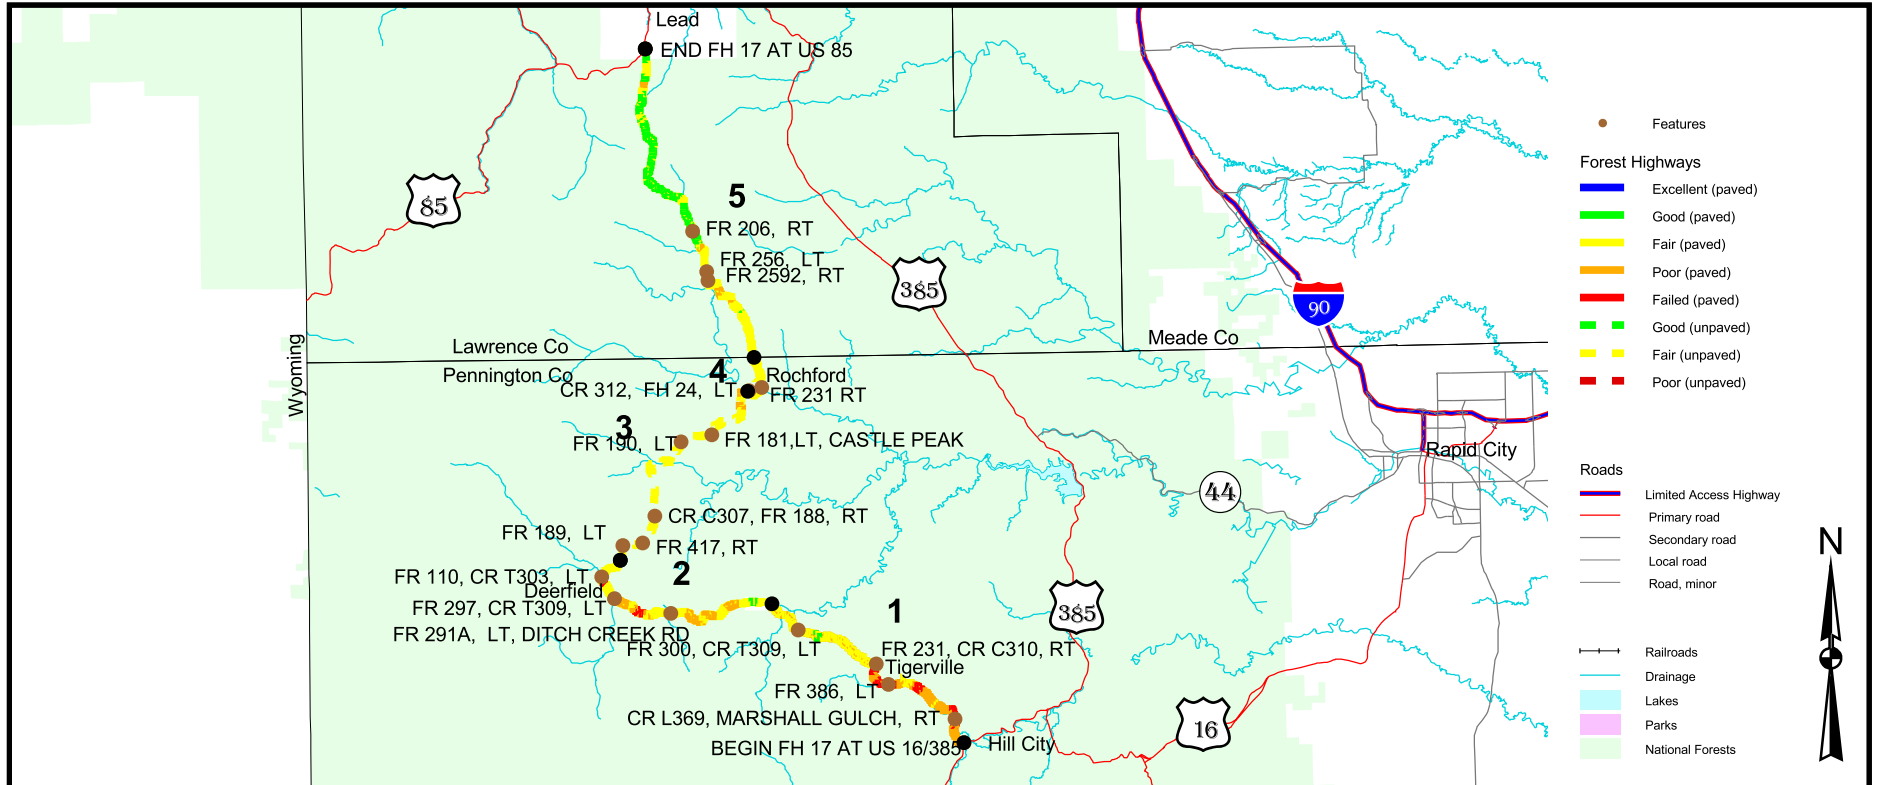 Lead
END FH 17 AT US 85
85
5
FR 206, RT
FR 256, LT
FR 2592, RT
385
90
Lawrence Co
Meade Co
Pennington Co
Wyoming
4
Rochford
CR 312, FH 24, LT
FR 231 RT
3
FR 190, LT
FR 181,LT, CASTLE PEAK
Rapid City
44
CR C307, FR 188, RT
FR 189, LT
FR 417, RT
2
FR 110, CR T303, LT
Deerfield
FR 297, CR T309, LT
1
385
FR 291A, LT, DITCH CREEK RD
FR 300, CR T309, LT
FR 231, CR C310, RT
Tigerville
FR 386, LT
CR L369, MARSHALL GULCH, RT
16
BEGIN FH 17 AT US 16/385
Hill City
Features
Forest Highways
Excellent (paved)
Good (paved)
Fair (paved)
Poor (paved)
Failed (paved)
Good (unpaved)
Fair (unpaved)
Poor (unpaved)
Roads
Limited Access Highway
Primary road
Secondary road
Local road
Road, minor
Railroads
Drainage
Lakes
Parks
National Forests
N